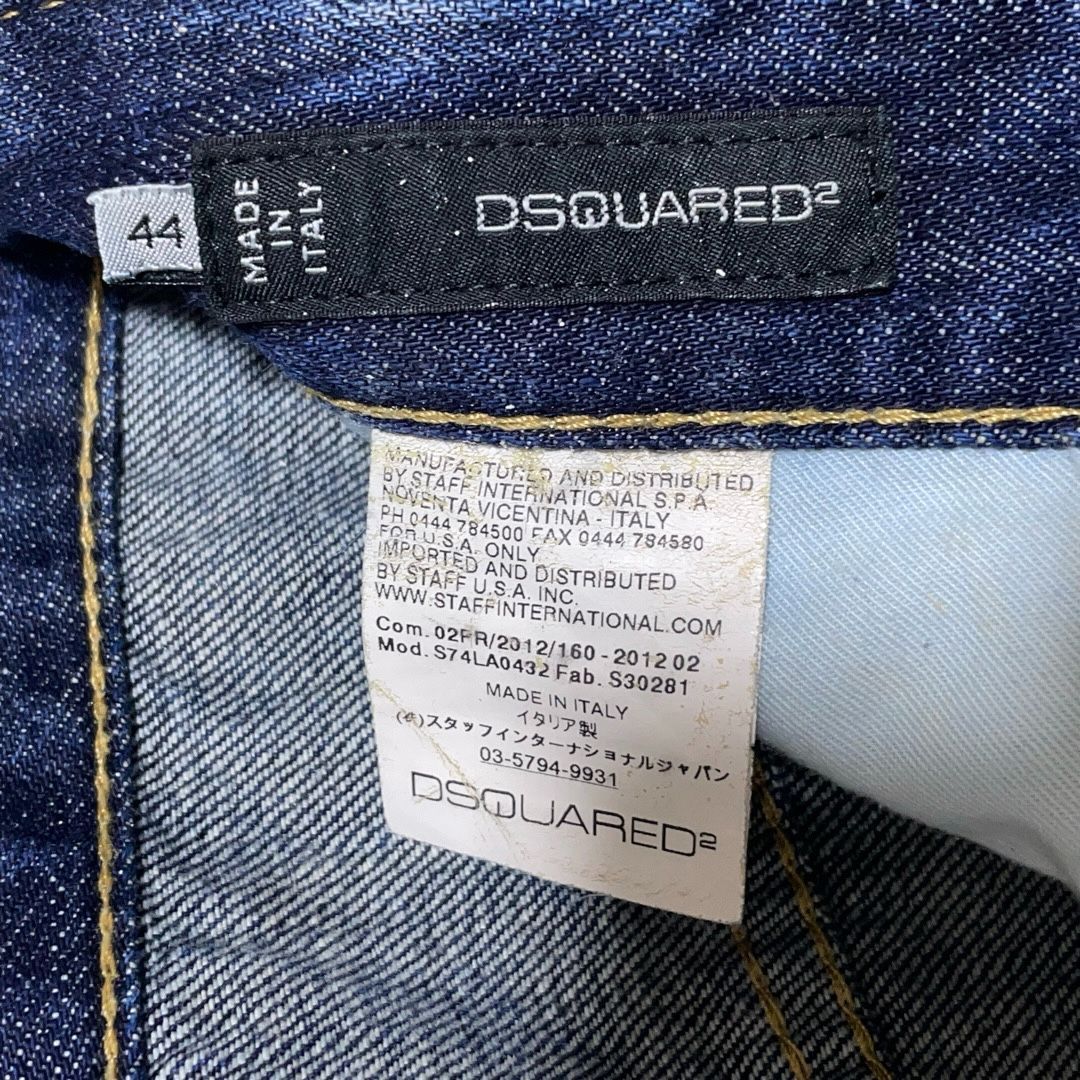 44
MADE
IN
ITALY
DSQUARED²
MANUFACTURED AND DISTRIBUTED
BY STAFF INTERNATIONAL S.P.A.
NOVENTA VICENTINA - ITALY
PH 0444 784500 FAX 0444 784580
FOR U.S.A. ONLY
IMPORTED AND DISTRIBUTED
BY STAFF U.S.A. INC.
WWW.STAFFINTERNATIONAL.COM
Com. 02PR/2012/160 - 2012 02
Mod. S74LA0432 Fab. S30281
MADE IN ITALY
イタリア製
(株)スタッフインターナショナルジャパン
03-5794-9931
DSQUARED²